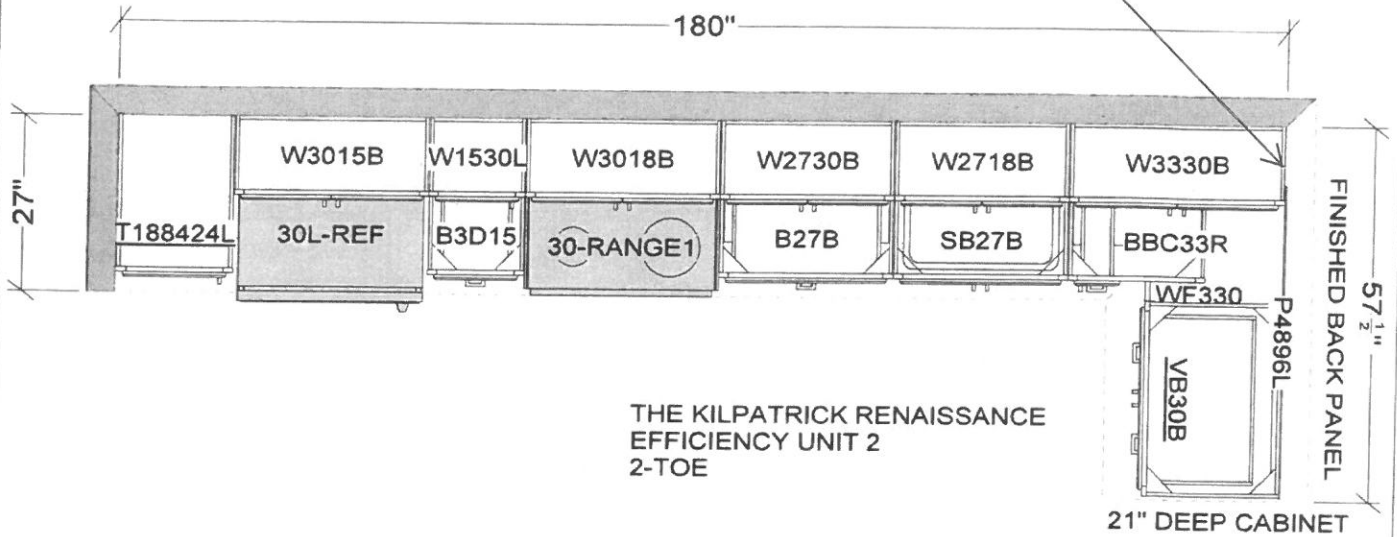 180"
27"
W3015B
W1530L
W3018B
W2730B
W2718B
W3330B
T188424L
30L-REF
B3D15
30-RANGE1
B27B
SB27B
BBC33R
WF330
P4896L
VB30B
FINISHED BACK PANEL
57 1/2"
THE KILPATRICK RENAISSANCE
EFFICIENCY UNIT 2
2-TOE
21" DEEP CABINET